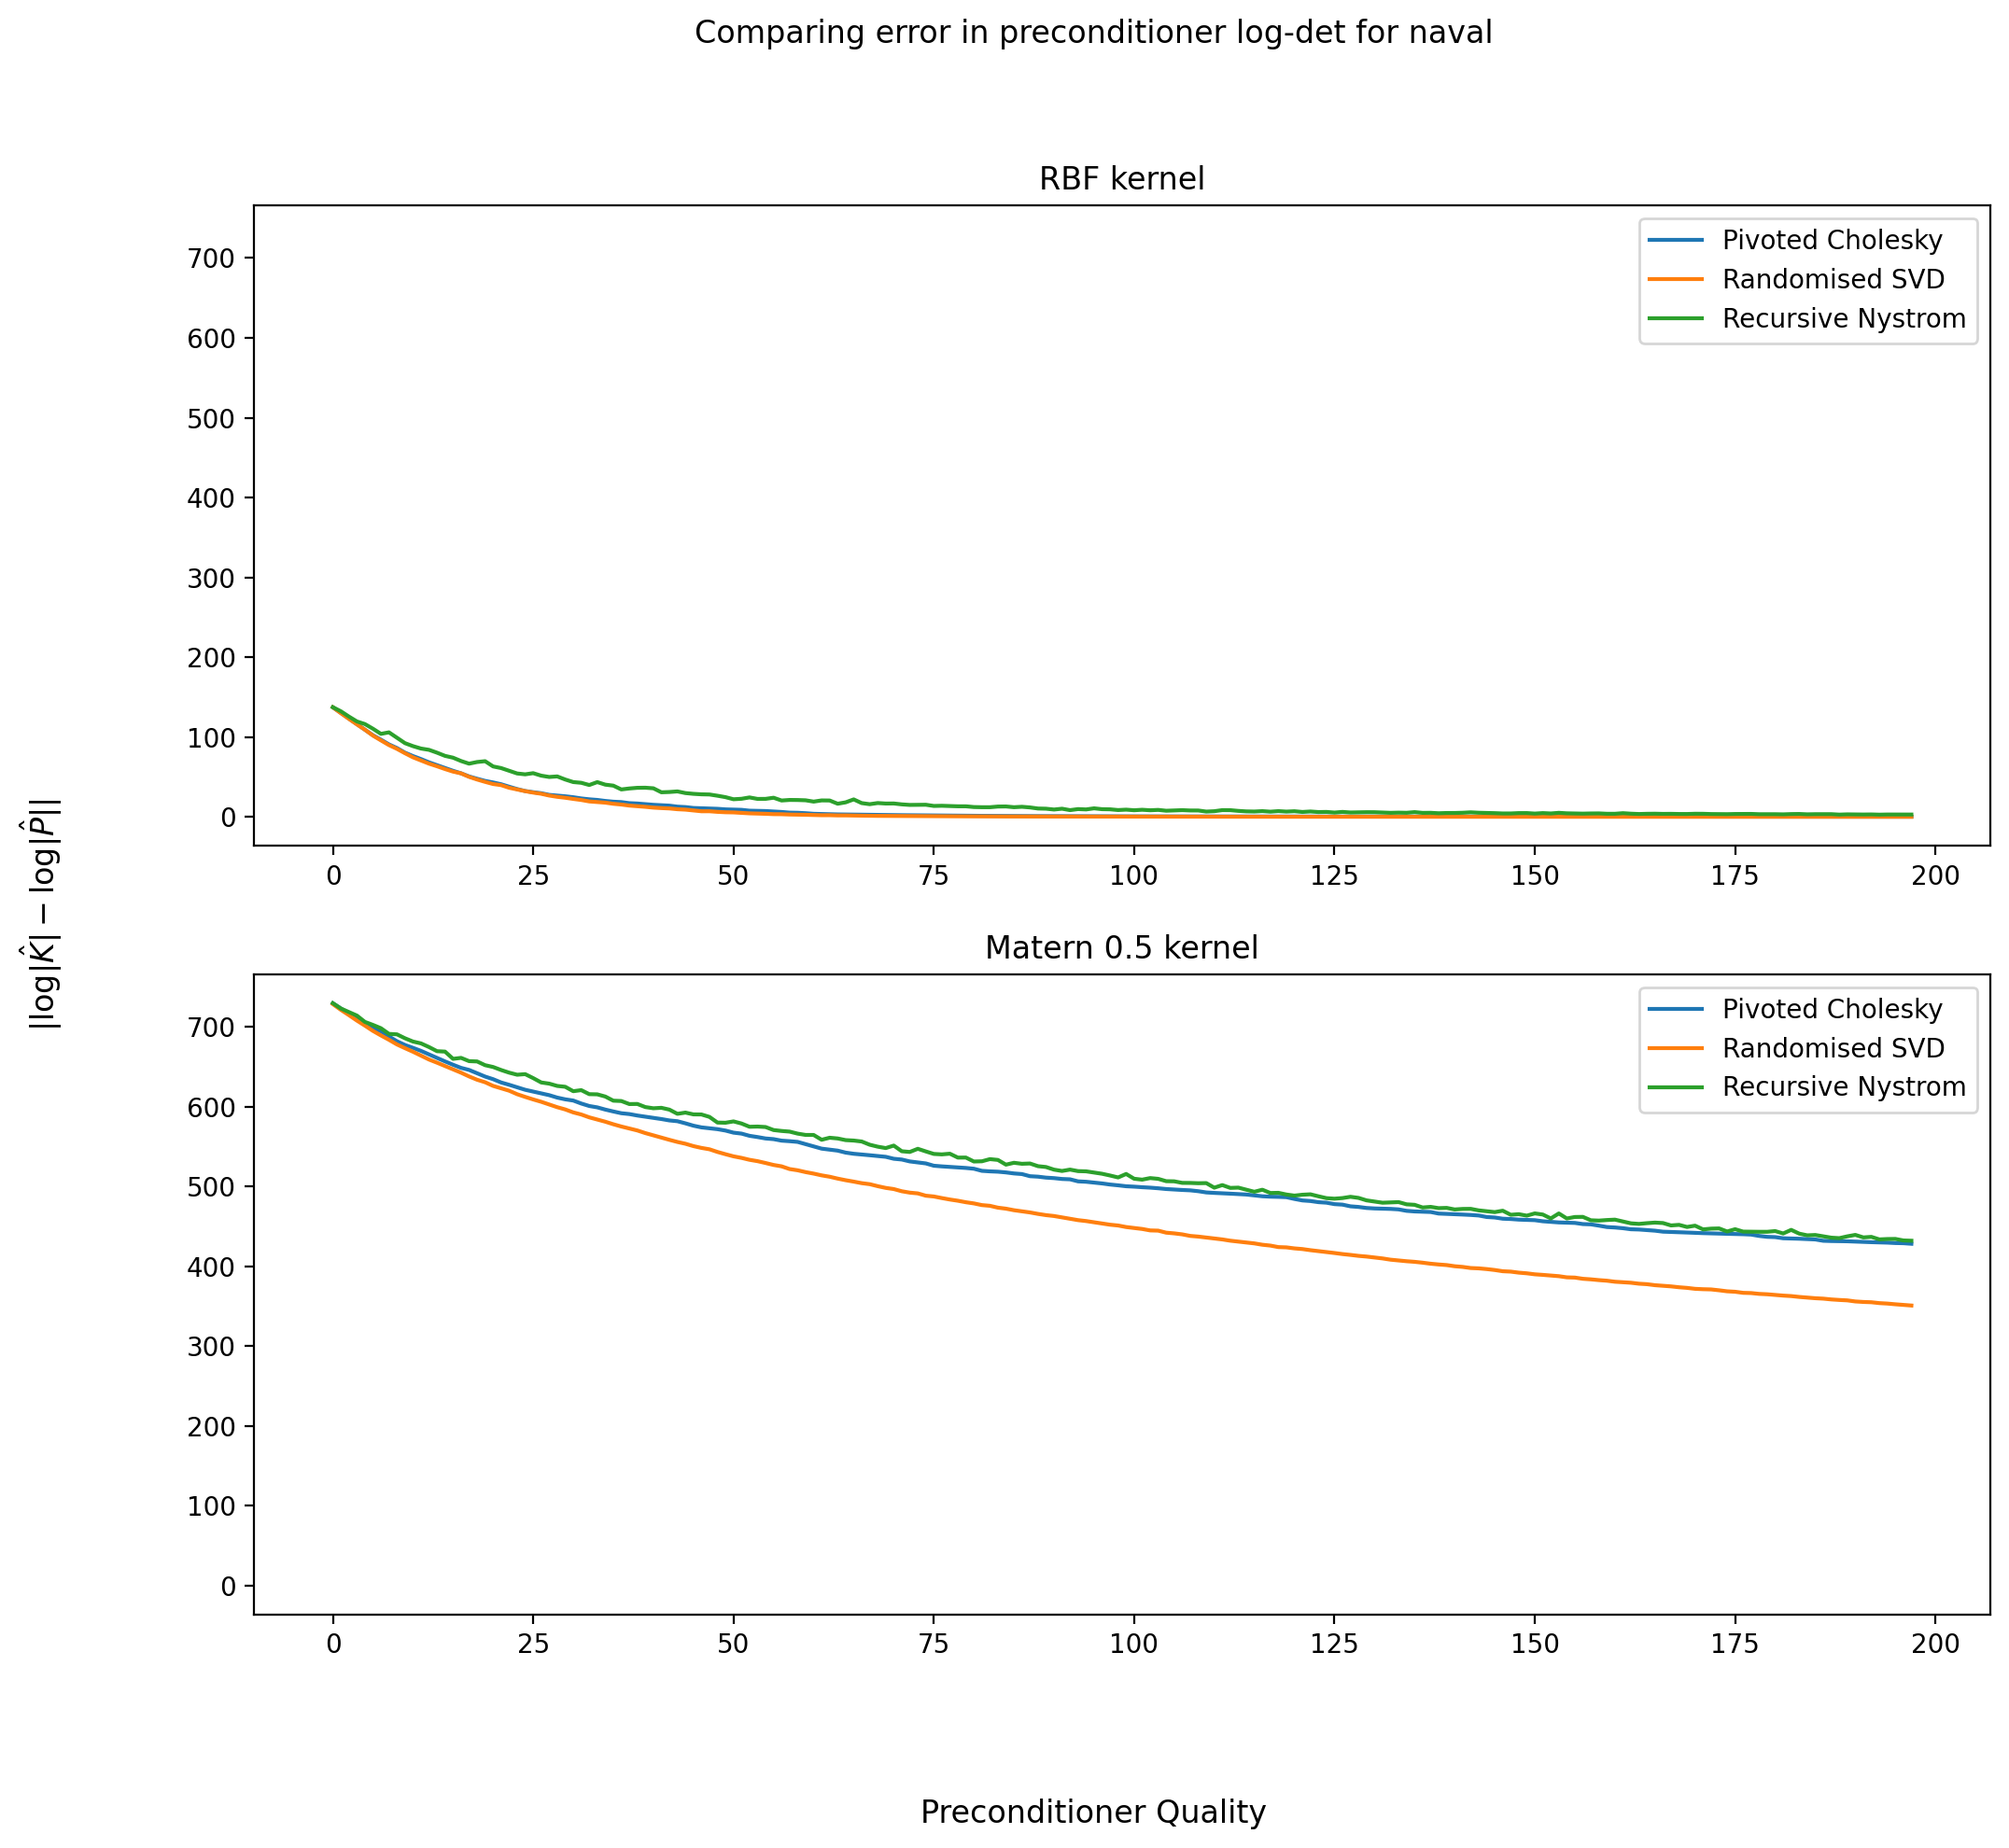 Comparing error in preconditioner log-det for naval
RBF kernel
700
600
500
400
300
200
100
0
0 25 50 75 100 125 150 175 200
Pivoted Cholesky
Randomised SVD
Recursive Nystrom
|log|K̂| − log|P̂||
Matern 0.5 kernel
700
600
500
400
300
200
100
0
0 25 50 75 100 125 150 175 200
Pivoted Cholesky
Randomised SVD
Recursive Nystrom
Preconditioner Quality